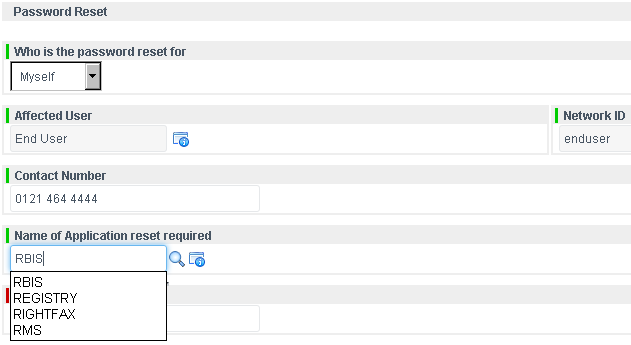 Password Reset
Who is the password reset for
Myself
Affected User
Network ID
End User
enduser
Contact Number
0121 464 4444
Name of Application reset required
RBIS
RBIS
REGISTRY
RIGHTFAX
RMS